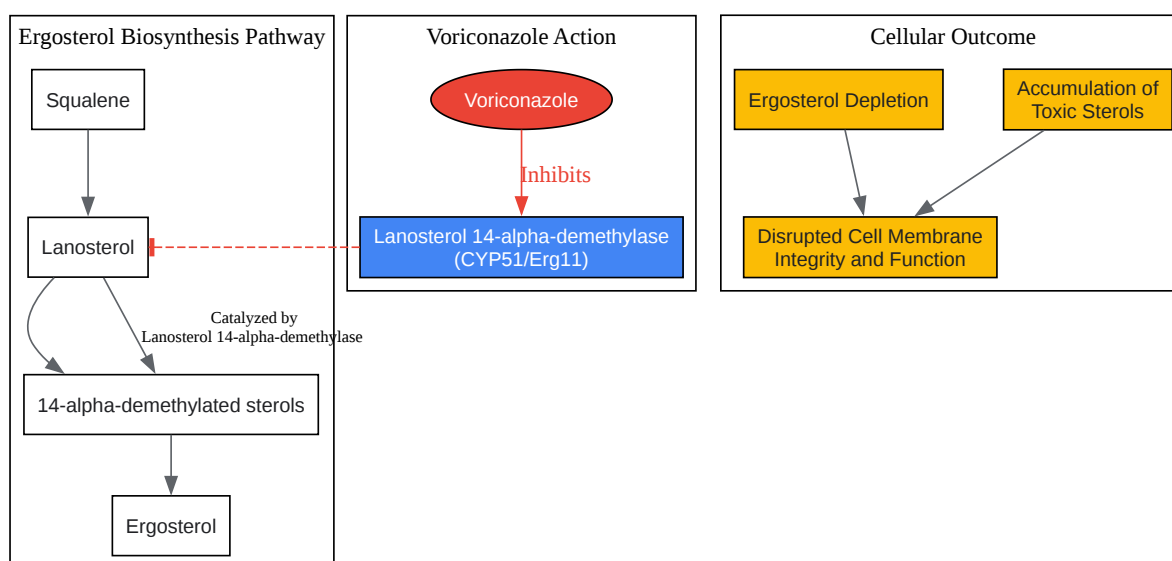 Ergosterol Biosynthesis Pathway
Squalene
Lanosterol
Catalyzed by
Lanosterol 14-alpha-demethylase
14-alpha-demethylated sterols
Ergosterol
Voriconazole Action
Voriconazole
Inhibits
Lanosterol 14-alpha-demethylase
(CYP51/Erg11)
Cellular Outcome
Ergosterol Depletion
Accumulation of
Toxic Sterols
Disrupted Cell Membrane
Integrity and Function